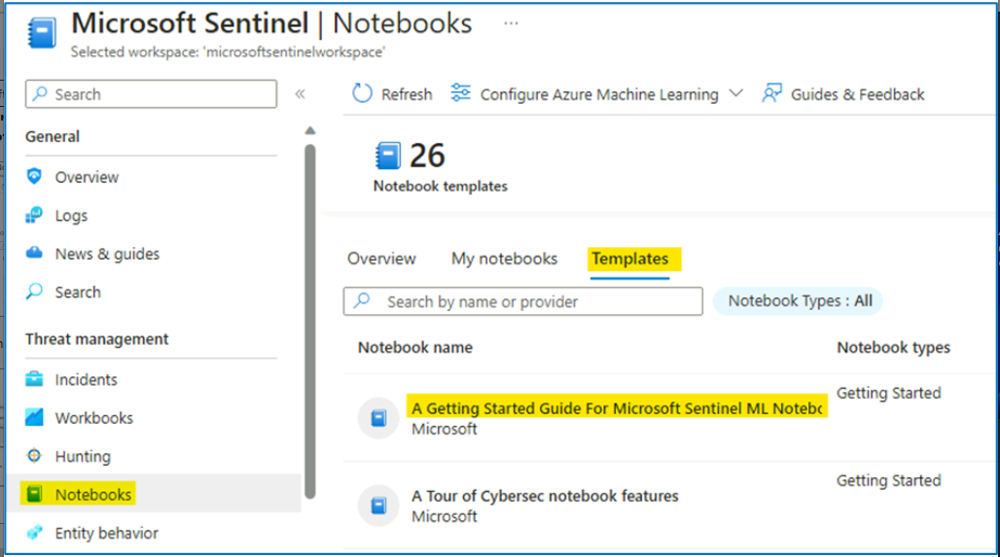 Microsoft Sentinel | Notebooks ...
Selected workspace: 'microsoftsentinelworkspace'
Search
«
General
Overview
Logs
News & guides
Search
Threat management
Incidents
Workbooks
Hunting
Notebooks
Entity behavior
Refresh Configure Azure Machine Learning Guides & Feedback
26
Notebook templates
Overview My notebooks Templates
Search by name or provider Notebook Types : All
Notebook name Notebook types
A Getting Started Guide For Microsoft Sentinel ML Notebo Getting Started
Microsoft
A Tour of Cybersec notebook features Getting Started
Microsoft